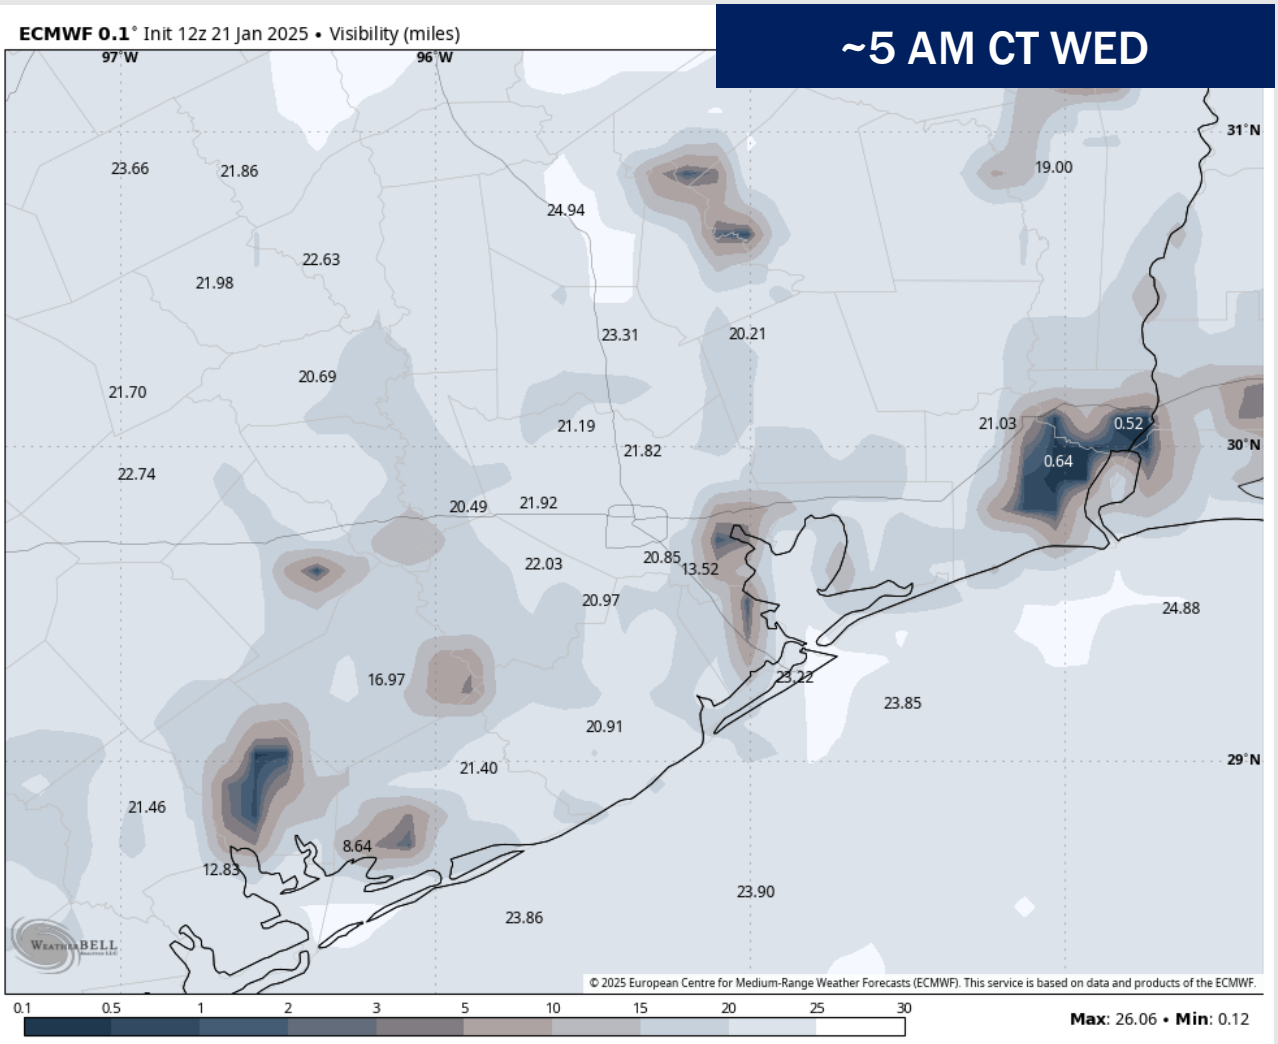 ECMWF 0.1° Init 12z 21 Jan 2025 • Visibility (miles)
~5 AM CT WED
97°W
96°W
31°N
23.66
21.86
19.00
24.94
22.63
21.98
23.31
20.21
20.69
21.70
21.19
21.03
0.52
30°N
21.82
0.64
22.74
20.49
21.92
20.85
13.52
22.03
20.97
24.88
16.97
23.22
23.85
20.91
29°N
21.40
21.46
8.64
12.83
23.90
23.86
WeatherBELL
Analytics LLC
© 2025 European Centre for Medium-Range Weather Forecasts (ECMWF). This service is based on data and products of the ECMWF.
0.1 0.5 1 2 3 5 10 15 20 25 30
Max: 26.06 • Min: 0.12